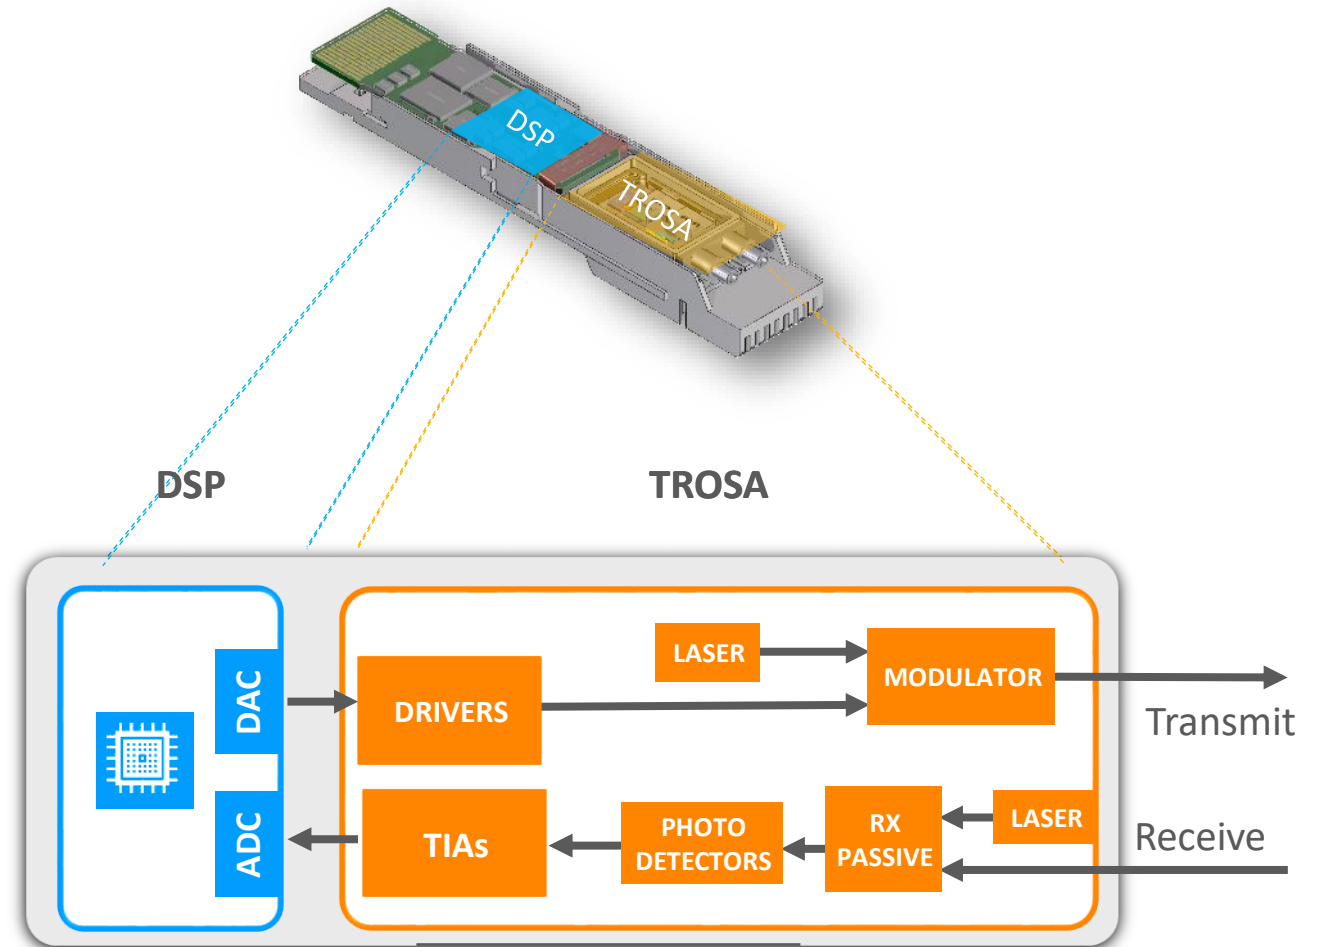 DSP
TROSA
DSP
TROSA
LASER
MODULATOR
DAC
DRIVERS
Transmit
ADC
TIAs
PHOTO
DETECTORS
RX
PASSIVE
LASER
Receive